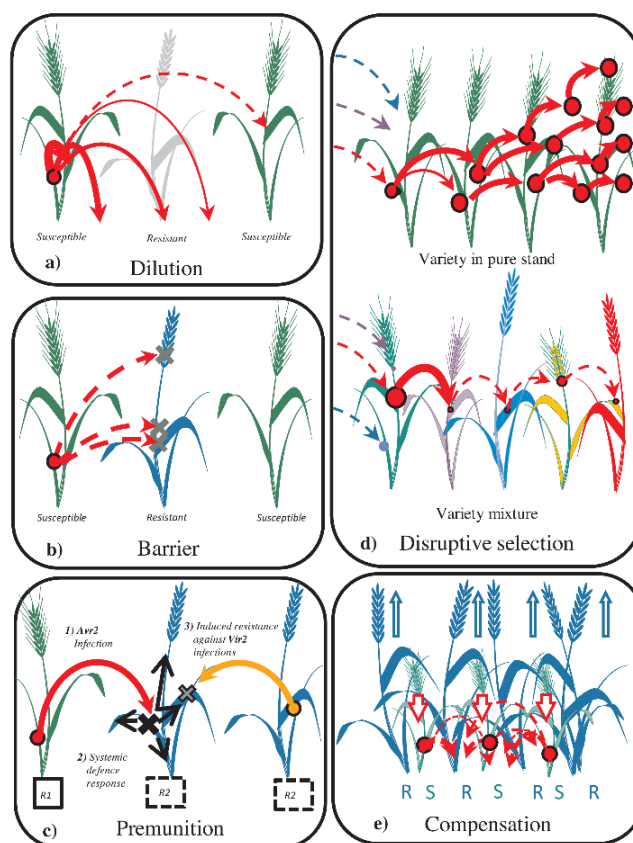 Susceptible
Resistant
Susceptible
a)
Dilution
Susceptible
Resistant
Susceptible
b)
Barrier
1) Avr2
Infection
3) Induced resistance
against Vir2
infections
2) Systemic
defence
response
R1
R2
R2
c)
Premunition
Variety in pure stand
Variety mixture
d)
Disruptive selection
R S R S R S R
e)
Compensation